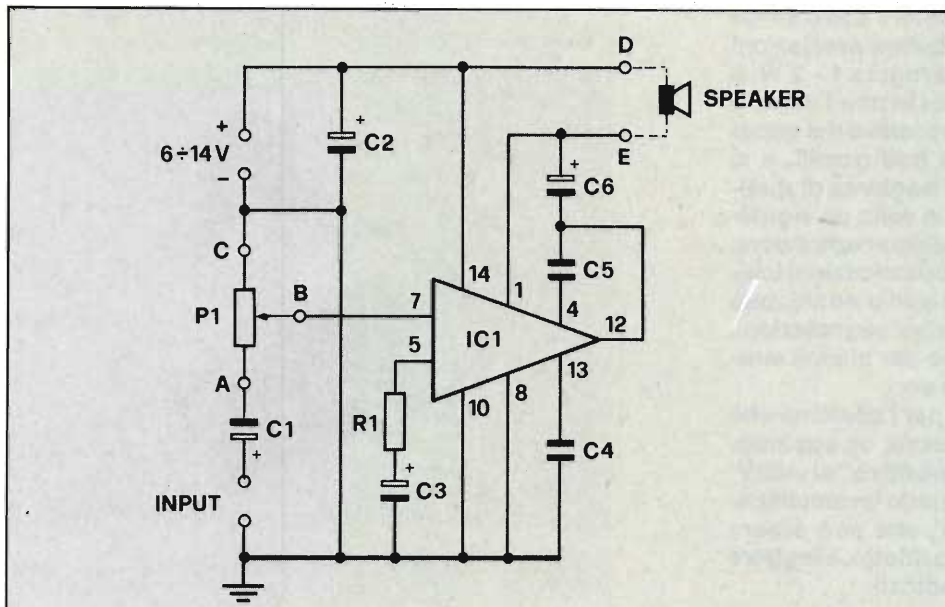 D
SPEAKER
+
6÷14V
–
+
C2
E
+
C6
C
C5
P1
B
14
1
4
7
12
IC1
5
13
A
10
8
C1
R1
+
C4
+
C3
INPUT